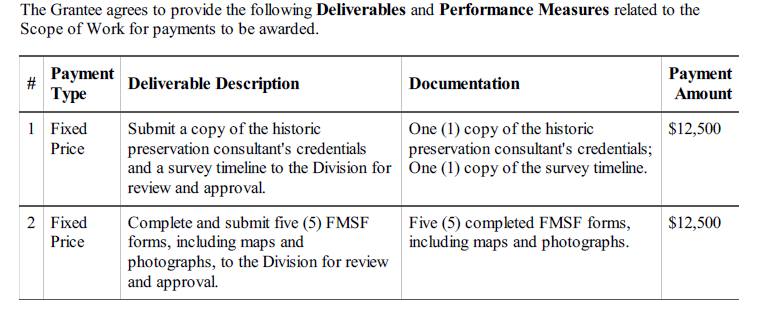 The Grantee agrees to provide the following Deliverables and Performance Measures related to the
Scope of Work for payments to be awarded.
# Payment Type Deliverable Description Documentation Payment Amount
1 Fixed Price
Submit a copy of the historic
preservation consultant's credentials
and a survey timeline to the Division for
review and approval.
One (1) copy of the historic
preservation consultant's credentials;
One (1) copy of the survey timeline.
$12,500
2 Fixed Price
Complete and submit five (5) FMSF
forms, including maps and
photographs, to the Division for review
and approval.
Five (5) completed FMSF forms,
including maps and photographs.
$12,500